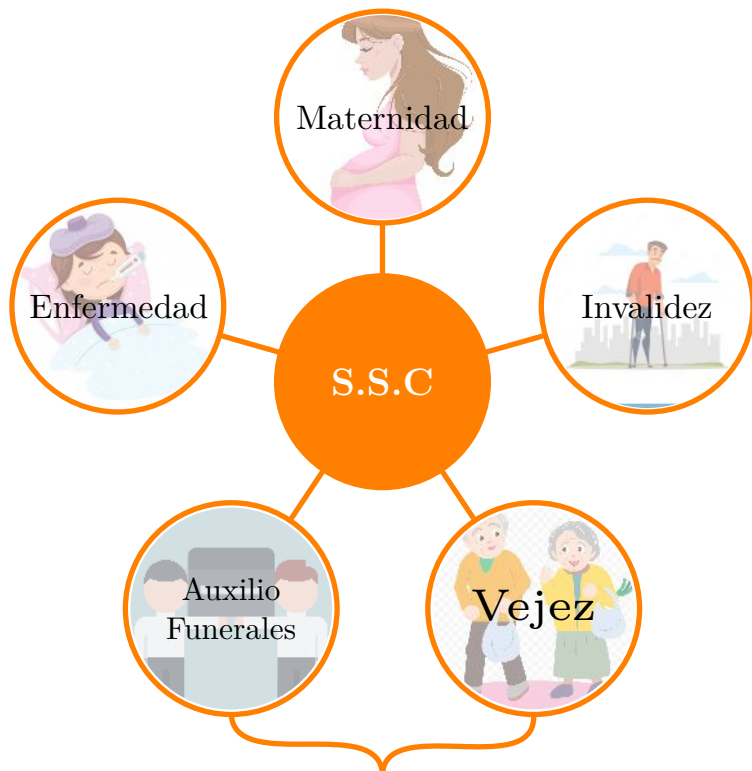 Maternidad
Enfermedad
Invalidez
S.S.C
Auxilio
Funerales
Vejez